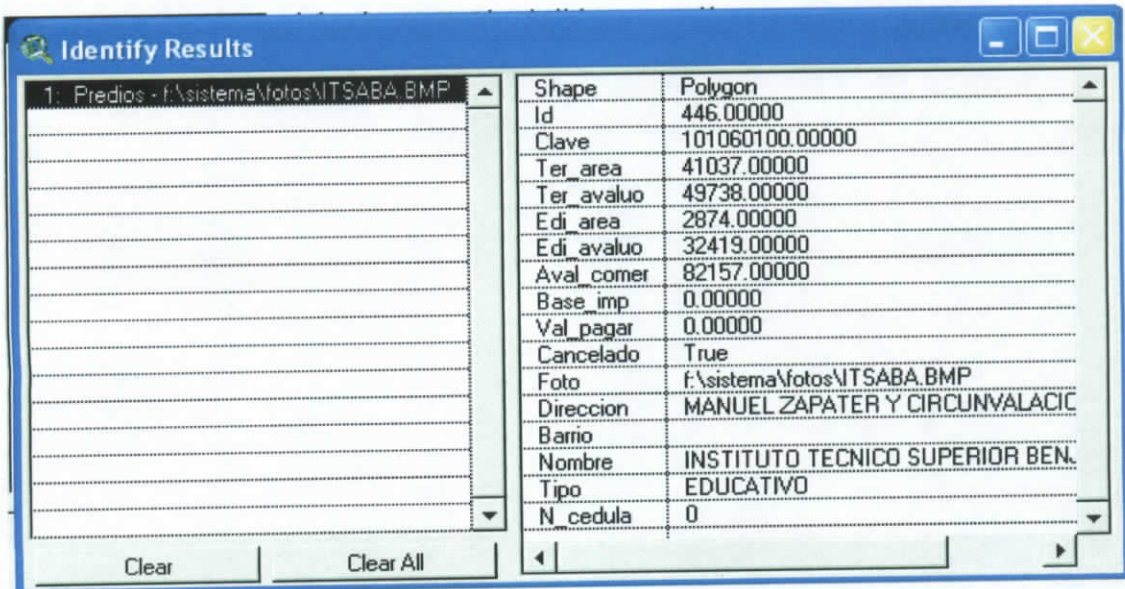 Identify Results
1: Predios - f:\sistema\fotos\ITSABA.BMP
Shape Polygon
Id 446.00000
Clave 101060100.00000
Ter_area 41037.00000
Ter_avaluo 49738.00000
Edi_area 2874.00000
Edi_avaluo 32419.00000
Aval_comer 82157.00000
Base_imp 0.00000
Val_pagar 0.00000
Cancelado True
Foto f:\sistema\fotos\ITSABA.BMP
Direccion MANUEL ZAPATER Y CIRCUNVALACIC
Barrio
Nombre INSTITUTO TECNICO SUPERIOR BEN
Tipo EDUCATIVO
N_cedula 0
Clear Clear All